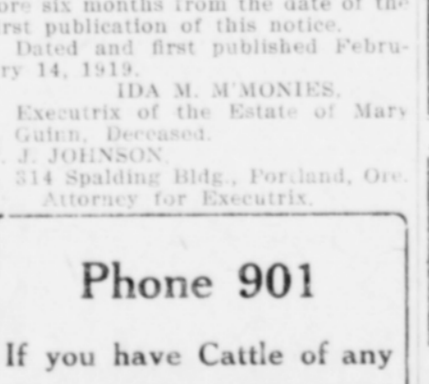 ore six months from the date of the
rst publication of this notice.
Dated and first published Febru-
ry 14, 1919.
IDA M. M'MONIES,
Executrix of the Estate of Mary
Guinn, Deceased.
. J. JOHNSON,
314 Spalding Bldg., Portland, Ore.
Attorney for Executrix.
Phone 901
If you have Cattle of any